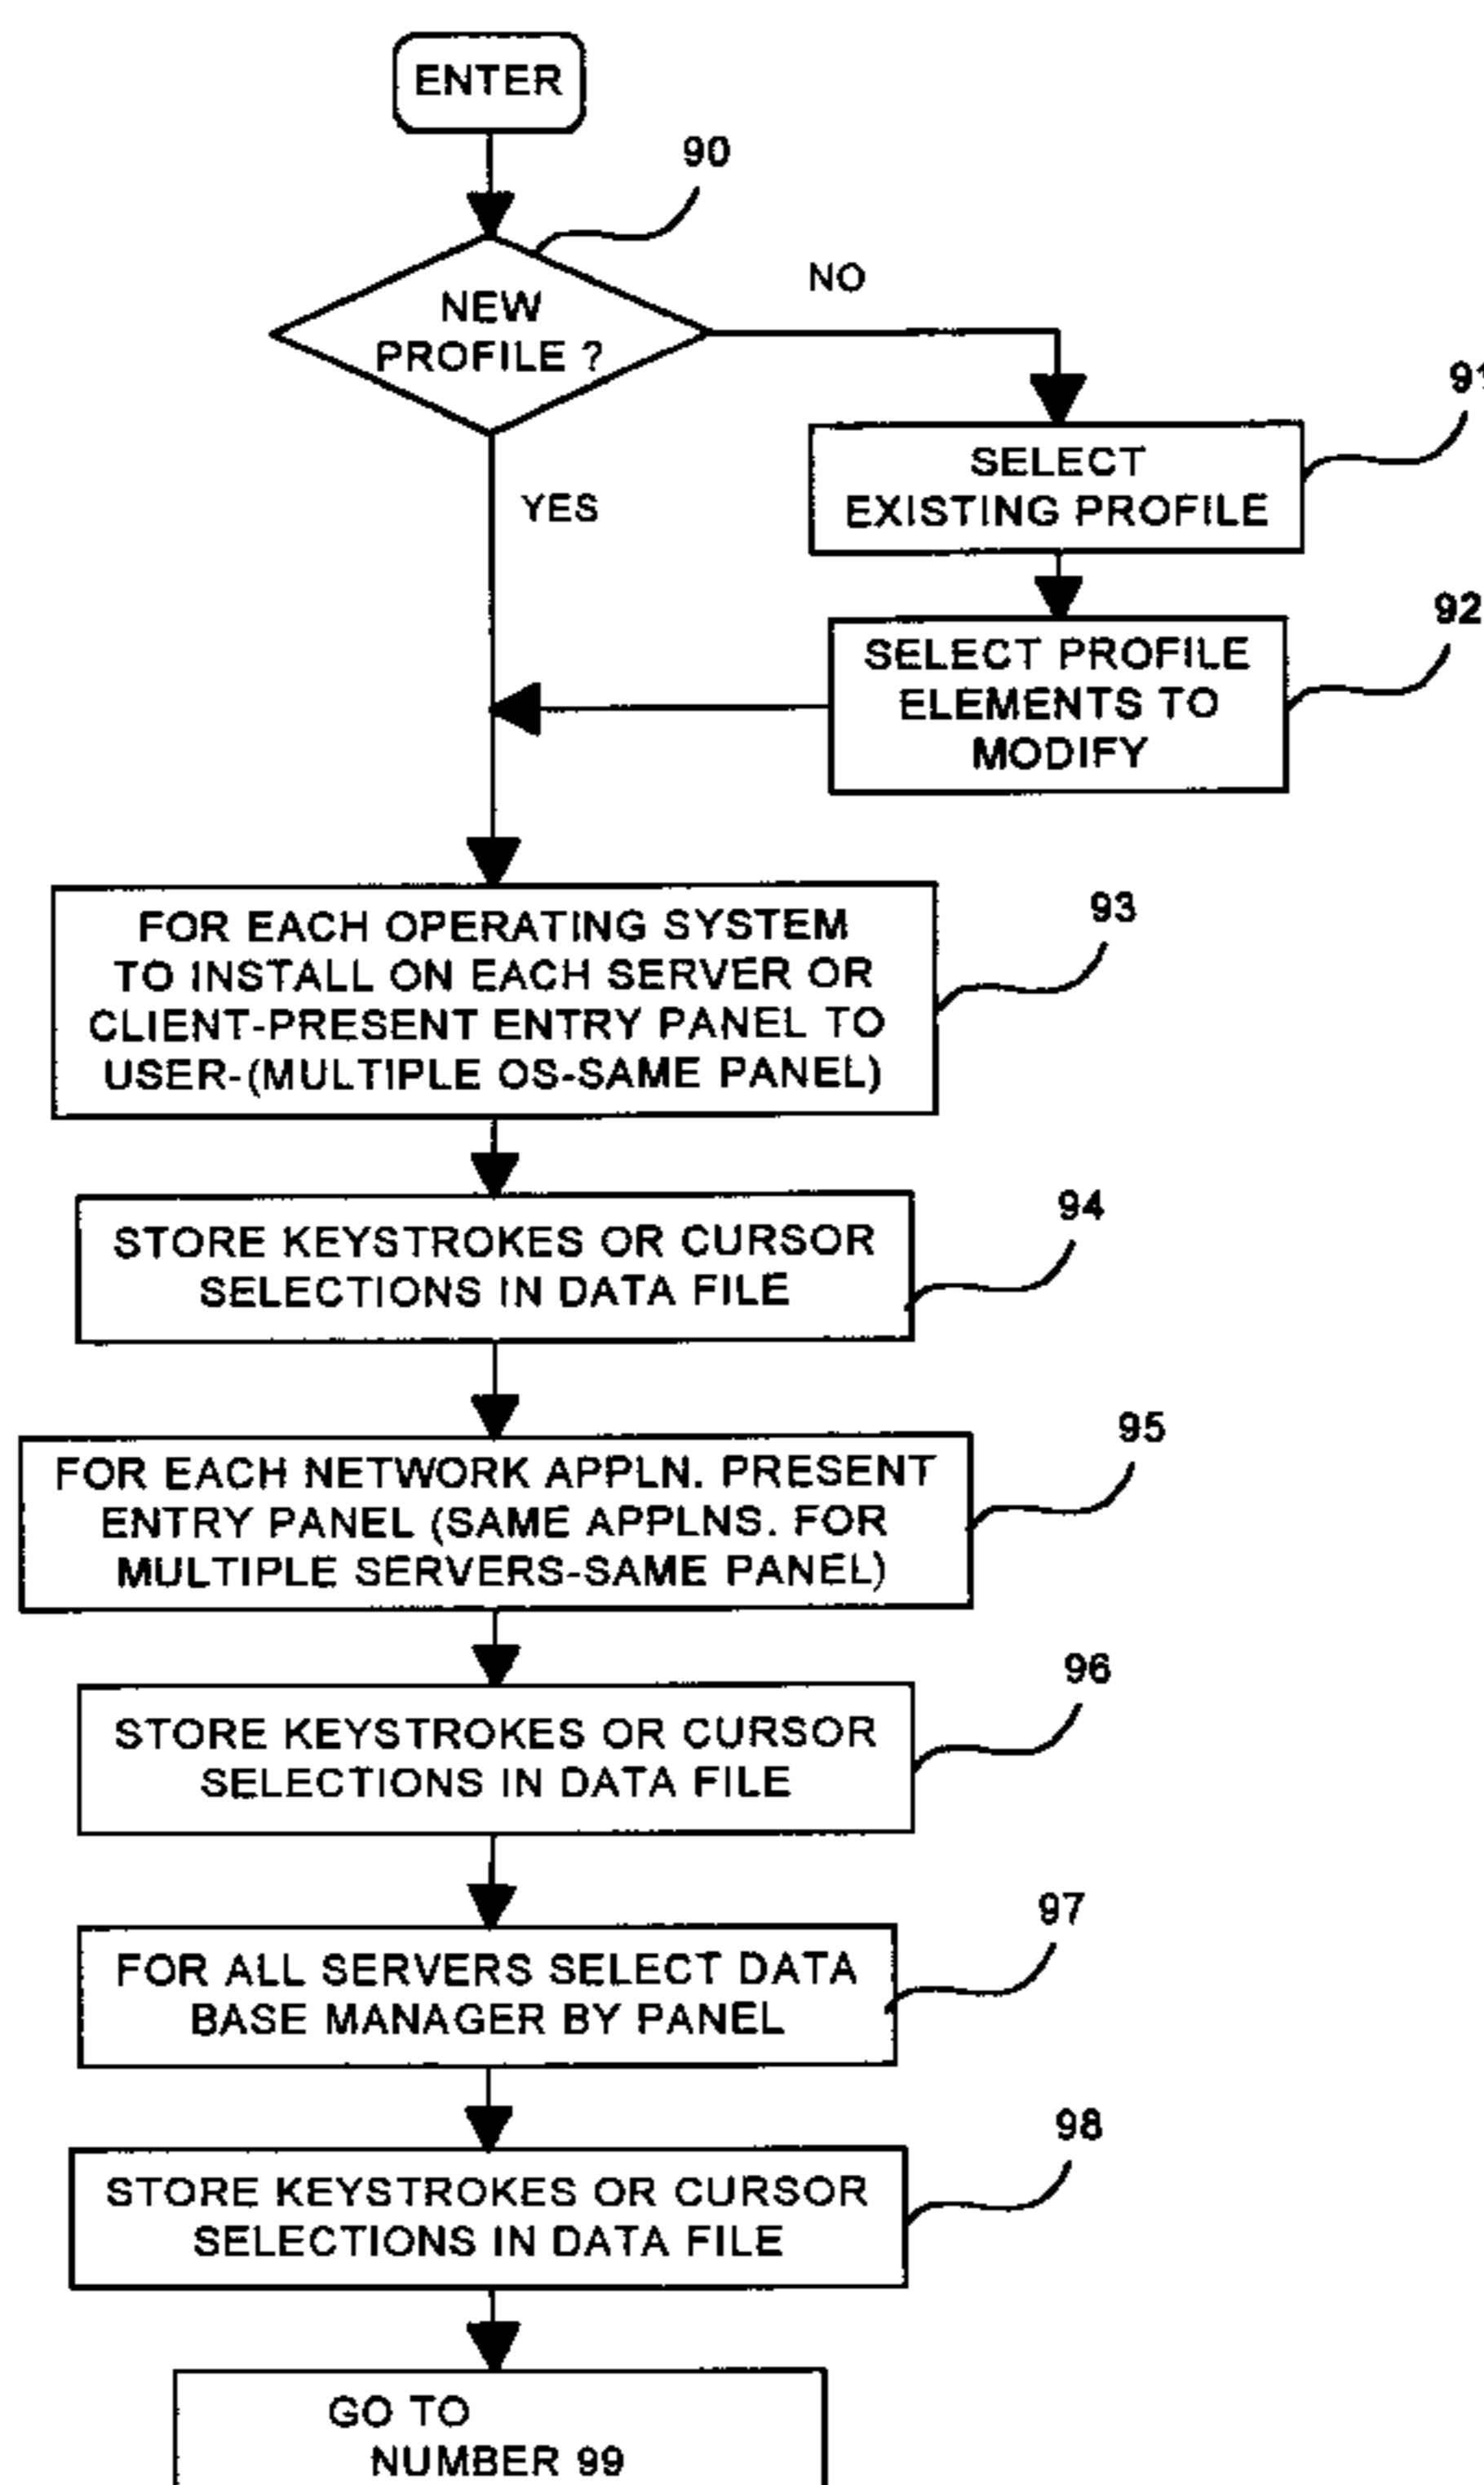 ENTER
90
NEW
PROFILE ?
NO
YES
91
SELECT
EXISTING PROFILE
92
SELECT PROFILE
ELEMENTS TO
MODIFY
93
FOR EACH OPERATING SYSTEM
TO INSTALL ON EACH SERVER OR
CLIENT-PRESENT ENTRY PANEL TO
USER-(MULTIPLE OS-SAME PANEL)
94
STORE KEYSTROKES OR CURSOR
SELECTIONS IN DATA FILE
95
FOR EACH NETWORK APPLN. PRESENT
ENTRY PANEL (SAME APPLNS. FOR
MULTIPLE SERVERS-SAME PANEL)
96
STORE KEYSTROKES OR CURSOR
SELECTIONS IN DATA FILE
97
FOR ALL SERVERS SELECT DATA
BASE MANAGER BY PANEL
98
STORE KEYSTROKES OR CURSOR
SELECTIONS IN DATA FILE
GO TO
NUMBER 99